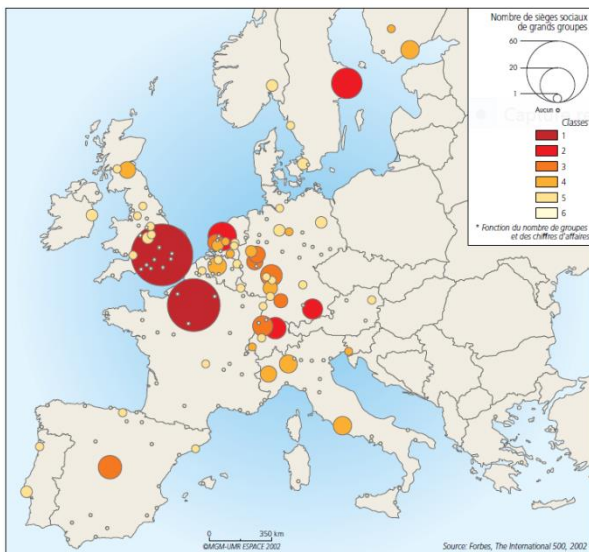 Nombre de sièges sociaux
de grands groupes
60
20
1
Aucun
Classes
1
2
3
4
5
6
* Fonction du nombre de groupes
et des chiffres d'affaires
0 350 km
©MGM-UMR ESPACE 2002
Source: Forbes, The International 500, 2002